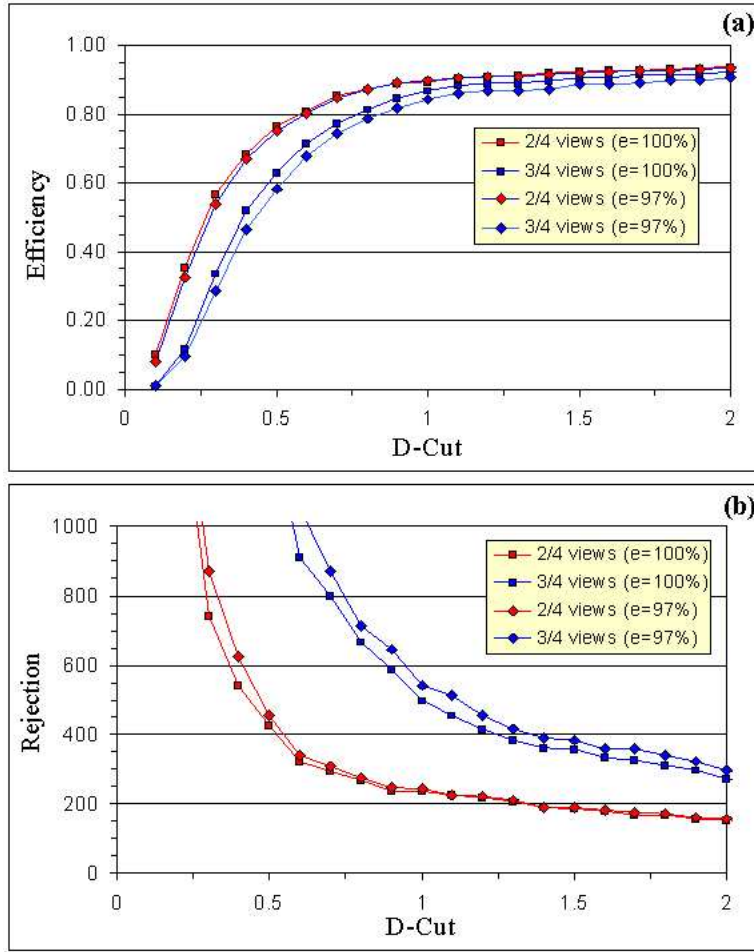 (a)
1.00
0.80
0.60
0.40
0.20
0.00
Efficiency
2/4 views (e=100%)
3/4 views (e=100%)
2/4 views (e=97%)
3/4 views (e=97%)
0 0.5 1 1.5 2
D-Cut
(b)
1000
800
600
400
200
0
Rejection
2/4 views (e=100%)
3/4 views (e=100%)
2/4 views (e=97%)
3/4 views (e=97%)
0 0.5 1 1.5 2
D-Cut